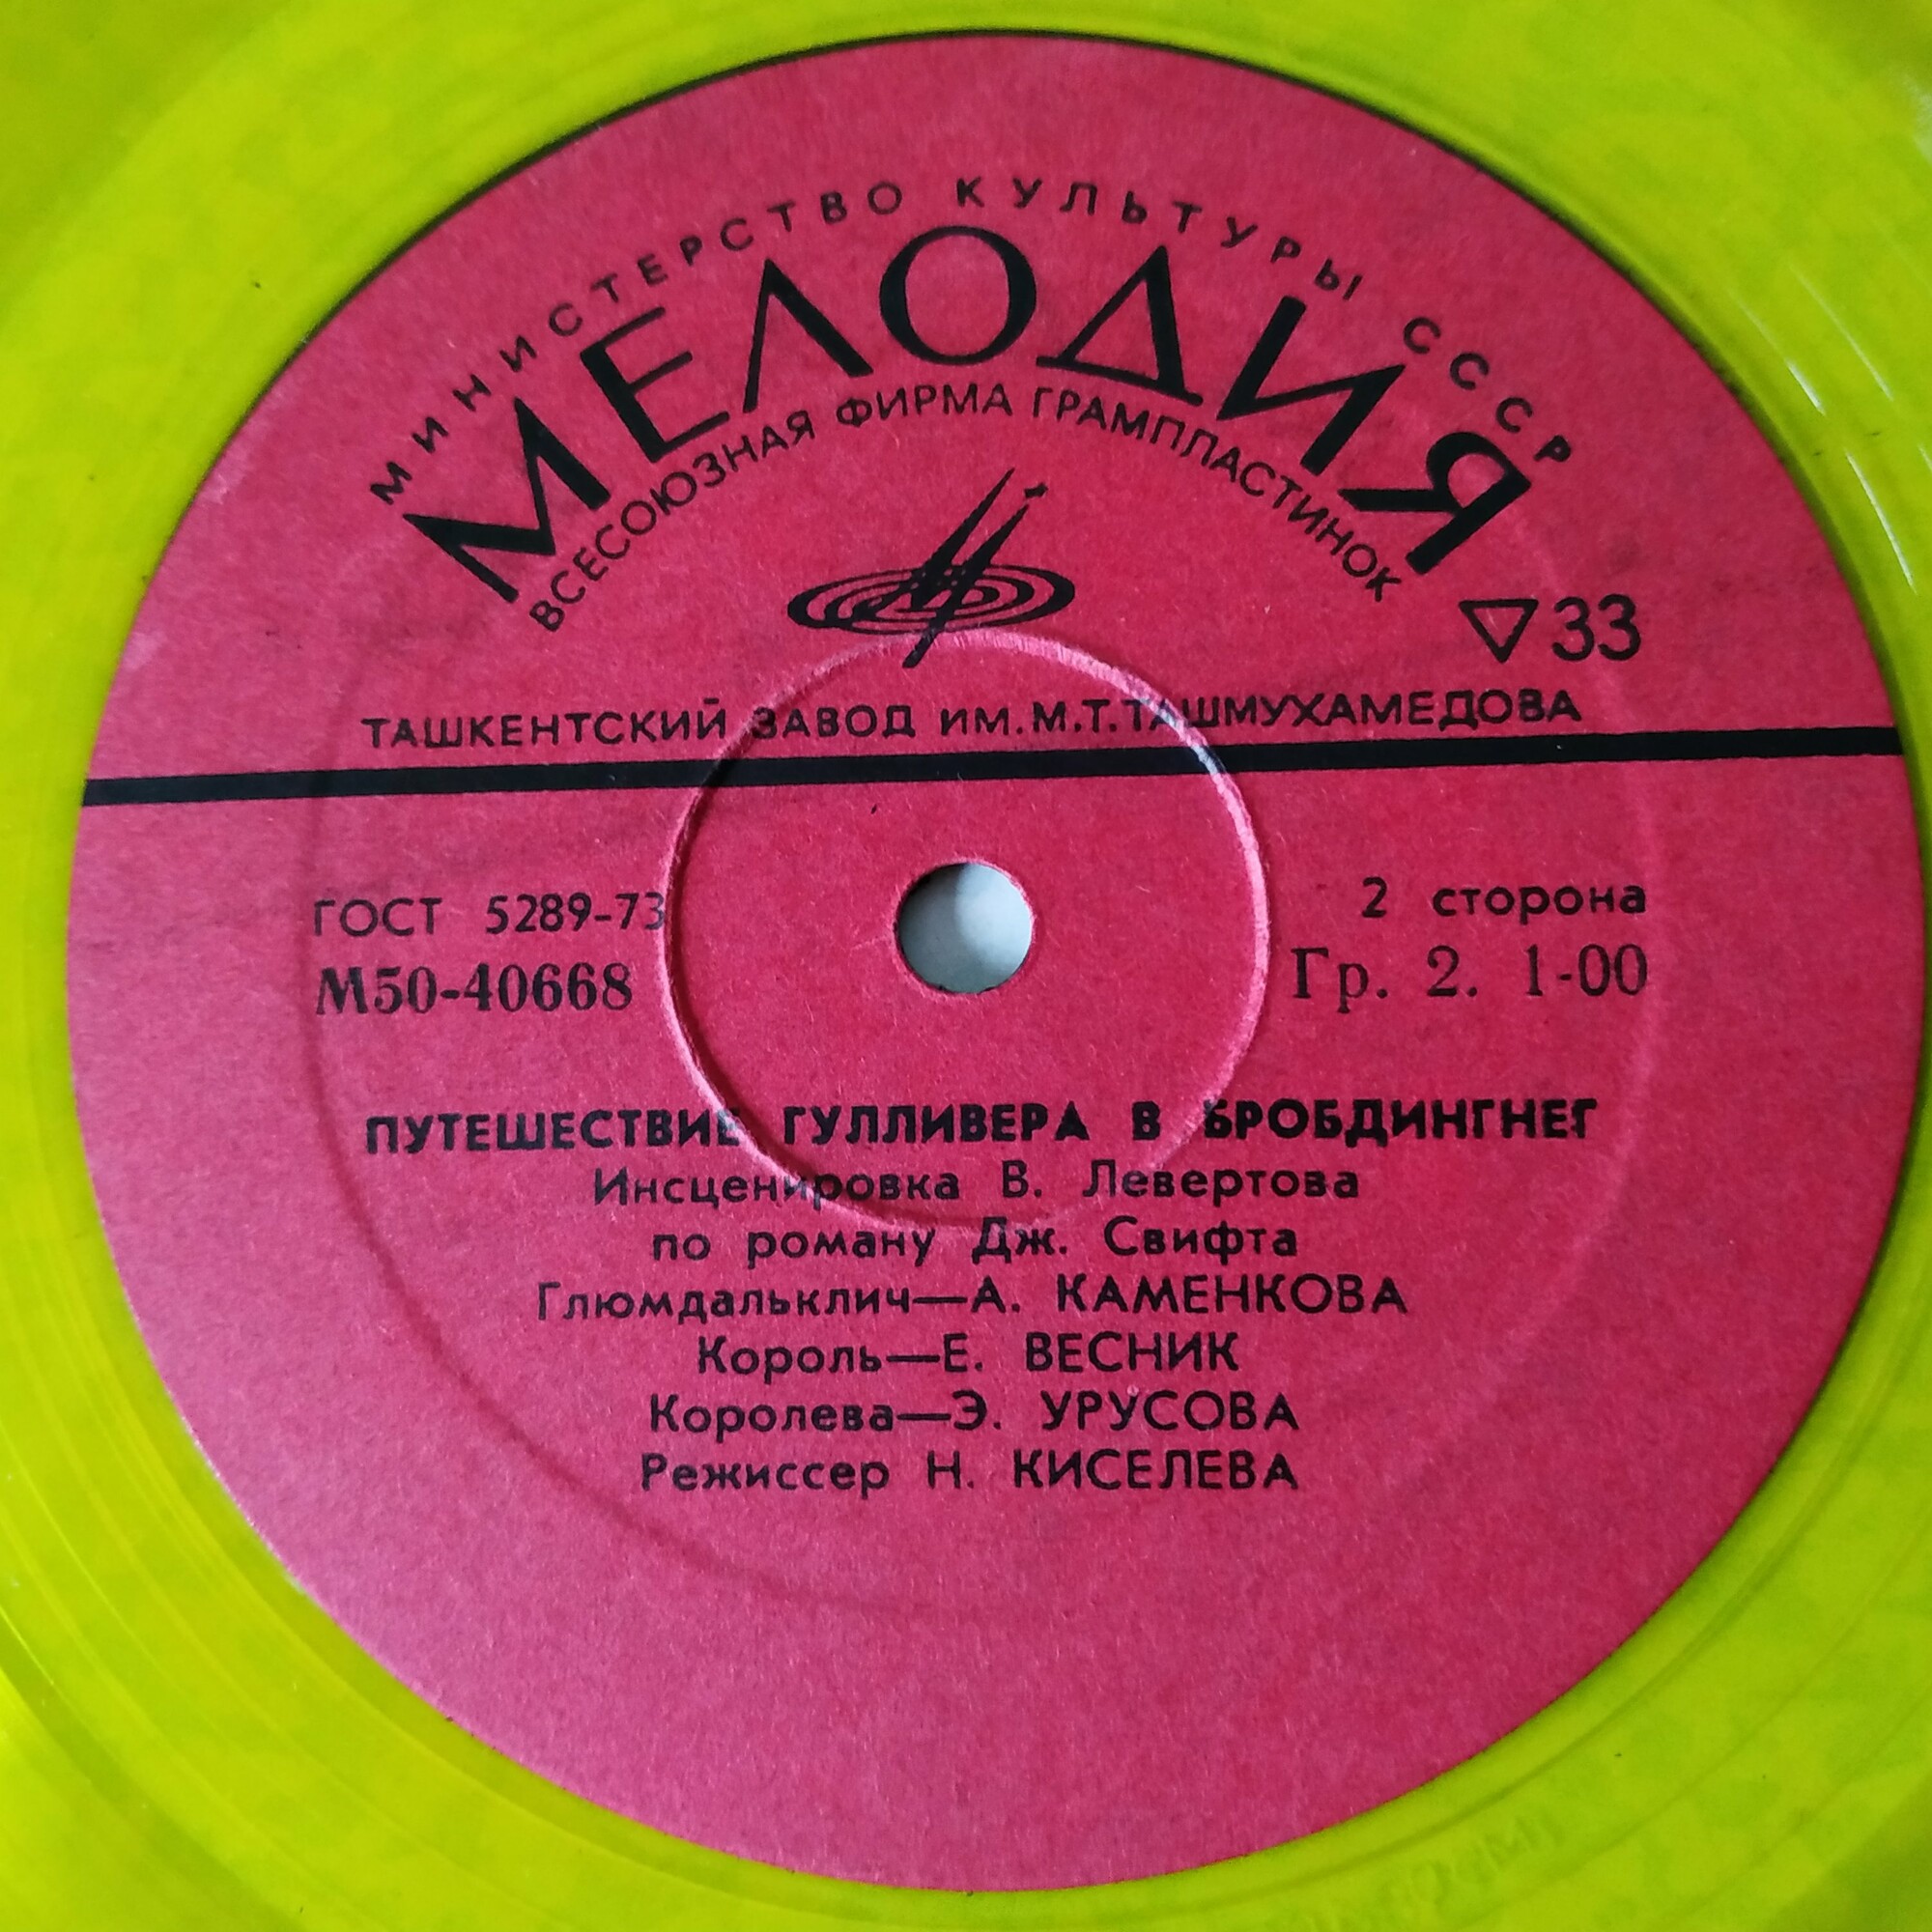 МИНИСТЕРСТВО КУЛЬТУРЫ СССР
МЕЛОДИЯ
ВСЕСОЮЗНАЯ ФИРМА ГРАМПЛАСТИНОК
▽33
ТАШКЕНТСКИЙ ЗАВОД ИМ.М.Т.ТАШМУХАМЕДОВА
ГОСТ 5289-73
2 сторона
М50-40668
Гр. 2. 1-00
ПУТЕШЕСТВИЕ ГУЛЛИВЕРА В БРОБДИНГНЕГ
Инсценировка В. Левертова
по роману Дж. Свифта
Глюмдальклич—А. КАМЕНКОВА
Король—Е. ВЕСНИК
Королева—Э. УРУСОВА
Режиссер Н. КИСЕЛЕВА